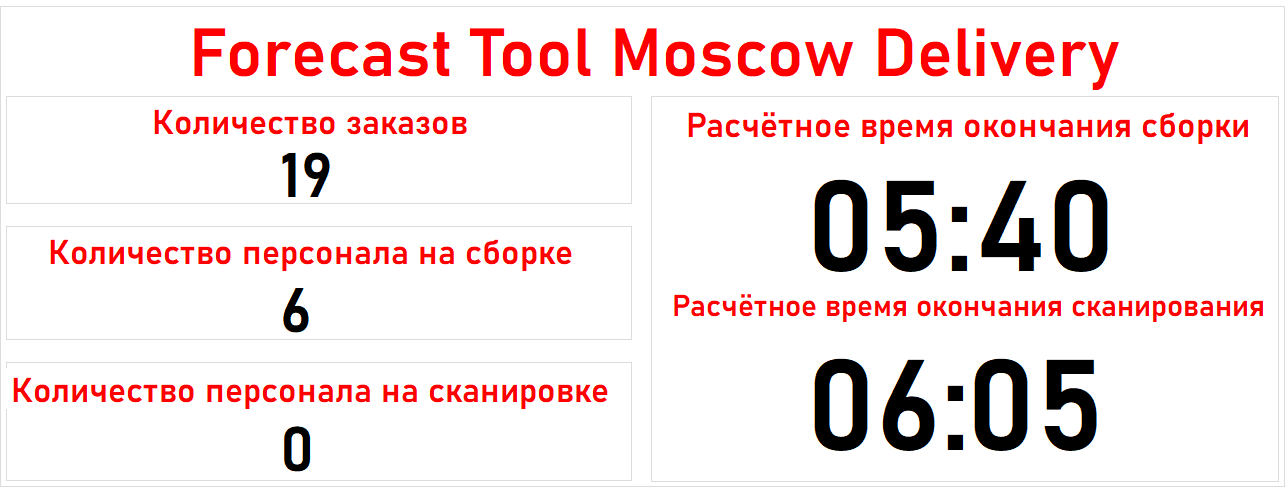 Forecast Tool Moscow Delivery
Количество заказов
19
Количество персонала на сборке
6
Количество персонала на сканировке
0
Расчётное время окончания сборки
05:40
Расчётное время окончания сканирования
06:05